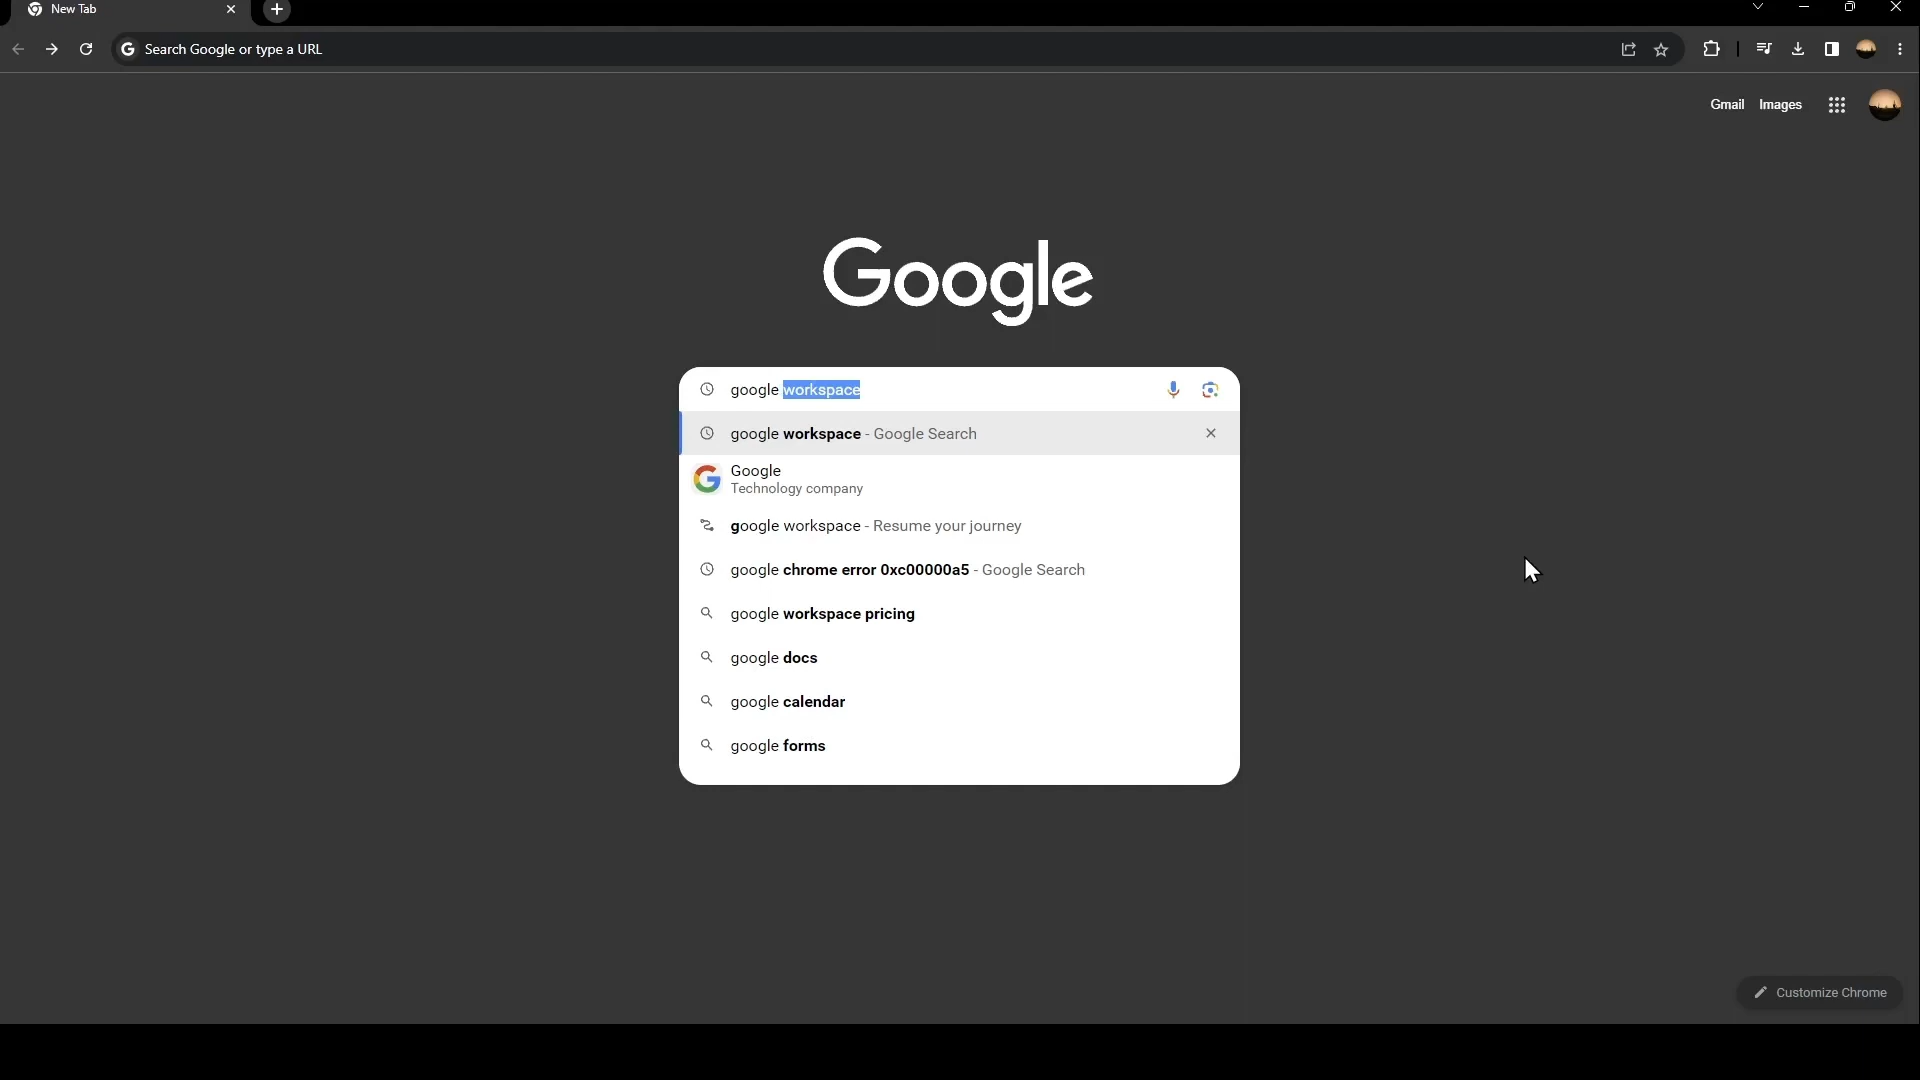 New Tab
Search Google or type a URL
Gmail Images
Google
google workspace
google workspace - Google Search
Google
Technology company
google workspace - Resume your journey
google chrome error 0xc00000a5 - Google Search
google workspace pricing
google docs
google calendar
google forms
Customize Chrome